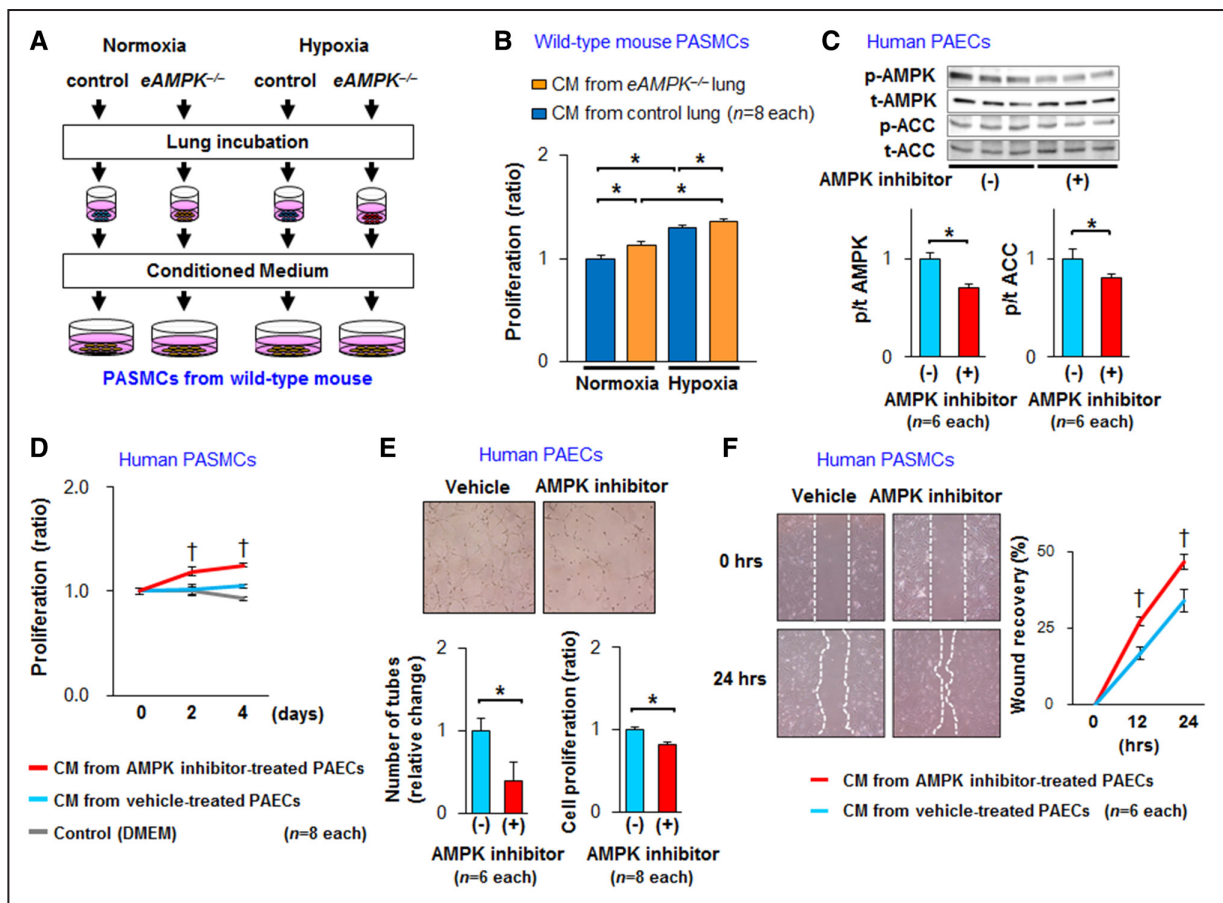 A
Normoxia Hypoxia
control eAMPK–/– control eAMPK–/–
Lung incubation
Conditioned Medium
PASMCs from wild-type mouse
B
Wild-type mouse PASMCs
CM from eAMPK–/– lung
CM from control lung (n=8 each)
Proliferation (ratio)
2
1
0
* *
* *
Normoxia Hypoxia
C
Human PAECs
p-AMPK
t-AMPK
p-ACC
t-ACC
AMPK inhibitor (-) (+)
p/t AMPK
1
0
*
(-) (+)
AMPK inhibitor
(n=6 each)
p/t ACC
1
0
*
(-) (+)
AMPK inhibitor
(n=6 each)
D
Human PASMCs
Proliferation (ratio)
2.0
1.0
0.0
† †
0 2 4 (days)
CM from AMPK inhibitor-treated PAECs
CM from vehicle-treated PAECs
Control (DMEM) (n=8 each)
E
Human PAECs
Vehicle AMPK inhibitor
Number of tubes
(relative change)
2
1
0
*
(-) (+)
AMPK inhibitor
(n=6 each)
Cell proliferation (ratio)
2
1
0
*
(-) (+)
AMPK inhibitor
(n=8 each)
F
Human PASMCs
Vehicle AMPK inhibitor
0 hrs
24 hrs
Wound recovery (%)
50
25
0
†
†
0 12 24
(hrs)
CM from AMPK inhibitor-treated PAECs
CM from vehicle-treated PAECs (n=6 each)